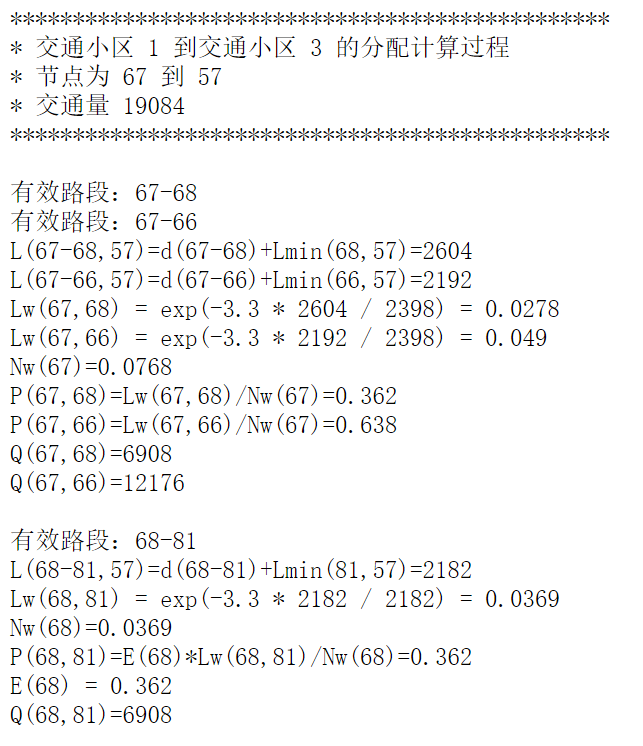 ************************************************
* 交通小区 1 到交通小区 3 的分配计算过程
* 节点为 67 到 57
* 交通量 19084
************************************************
有效路段：67-68
有效路段：67-66
L(67-68,57)=d(67-68)+Lmin(68,57)=2604
L(67-66,57)=d(67-66)+Lmin(66,57)=2192
Lw(67,68) = exp(-3.3 * 2604 / 2398) = 0.0278
Lw(67,66) = exp(-3.3 * 2192 / 2398) = 0.049
Nw(67)=0.0768
P(67,68)=Lw(67,68)/Nw(67)=0.362
P(67,66)=Lw(67,66)/Nw(67)=0.638
Q(67,68)=6908
Q(67,66)=12176
有效路段：68-81
L(68-81,57)=d(68-81)+Lmin(81,57)=2182
Lw(68,81) = exp(-3.3 * 2182 / 2182) = 0.0369
Nw(68)=0.0369
P(68,81)=E(68)*Lw(68,81)/Nw(68)=0.362
E(68) = 0.362
Q(68,81)=6908